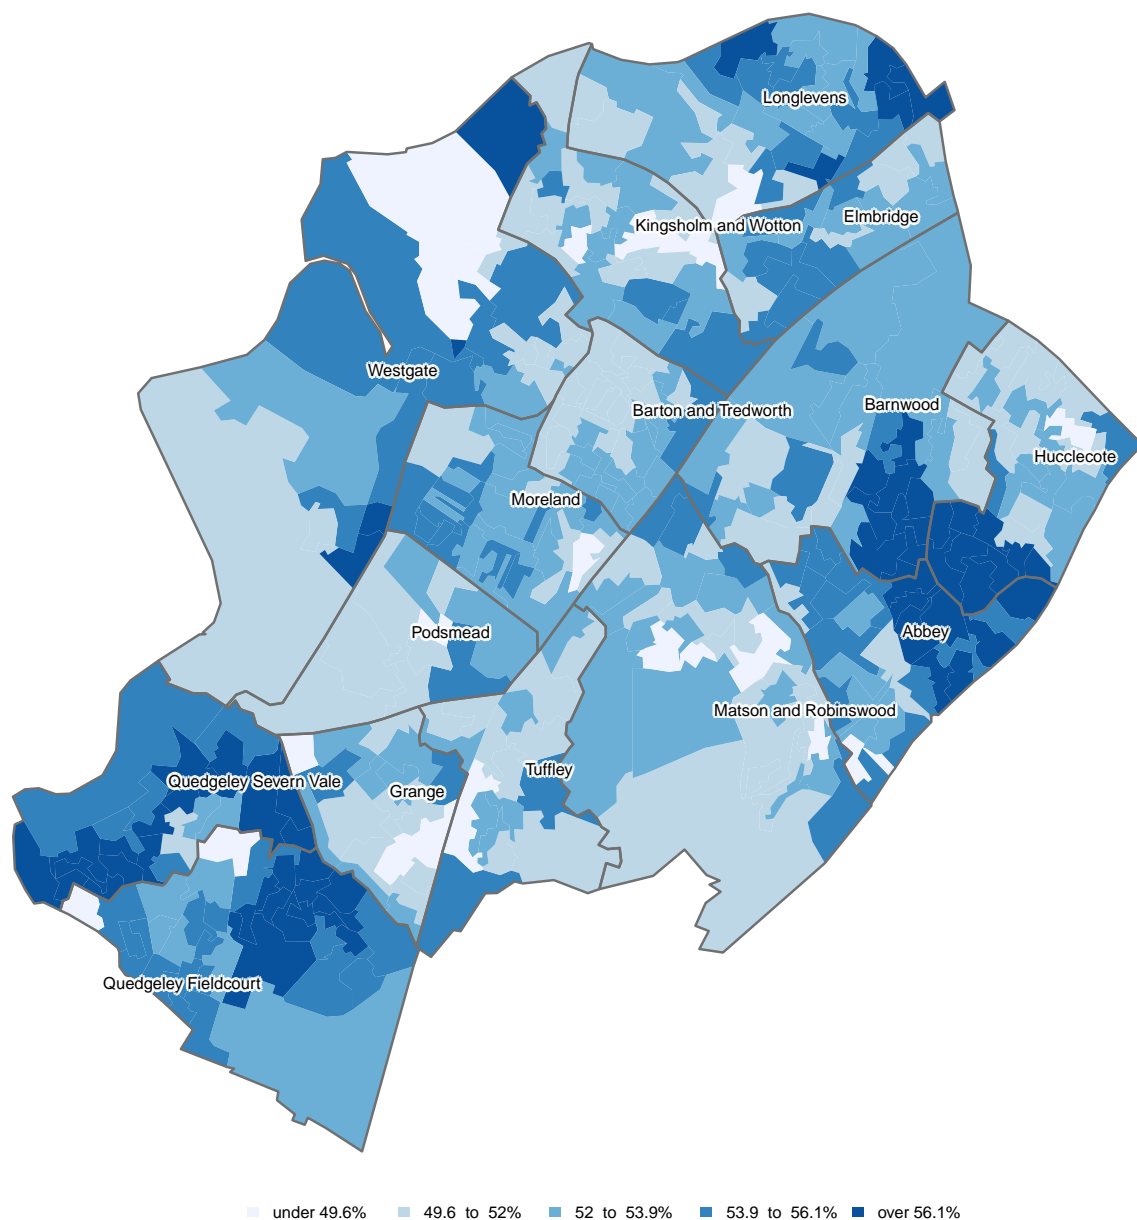 Longlevens
Elmbridge
Kingsholm and Wotton
Westgate
Barton and Tredworth
Barnwood
Hucclecote
Moreland
Podsmead
Abbey
Matson and Robinswood
Tuffley
Quedgeley Severn Vale
Grange
Quedgeley Fieldcourt
under 49.6% 49.6 to 52% 52 to 53.9% 53.9 to 56.1% over 56.1%